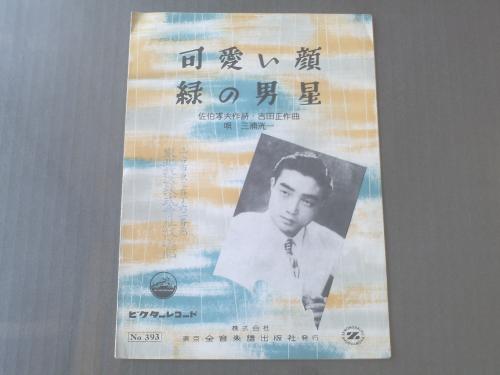 可愛い顔
緑の男星
佐伯孝夫作詩・吉田正作曲
唄 三浦洸一
ビクターレコード
No 393
株式会社
東京 全音楽譜出版社 発行